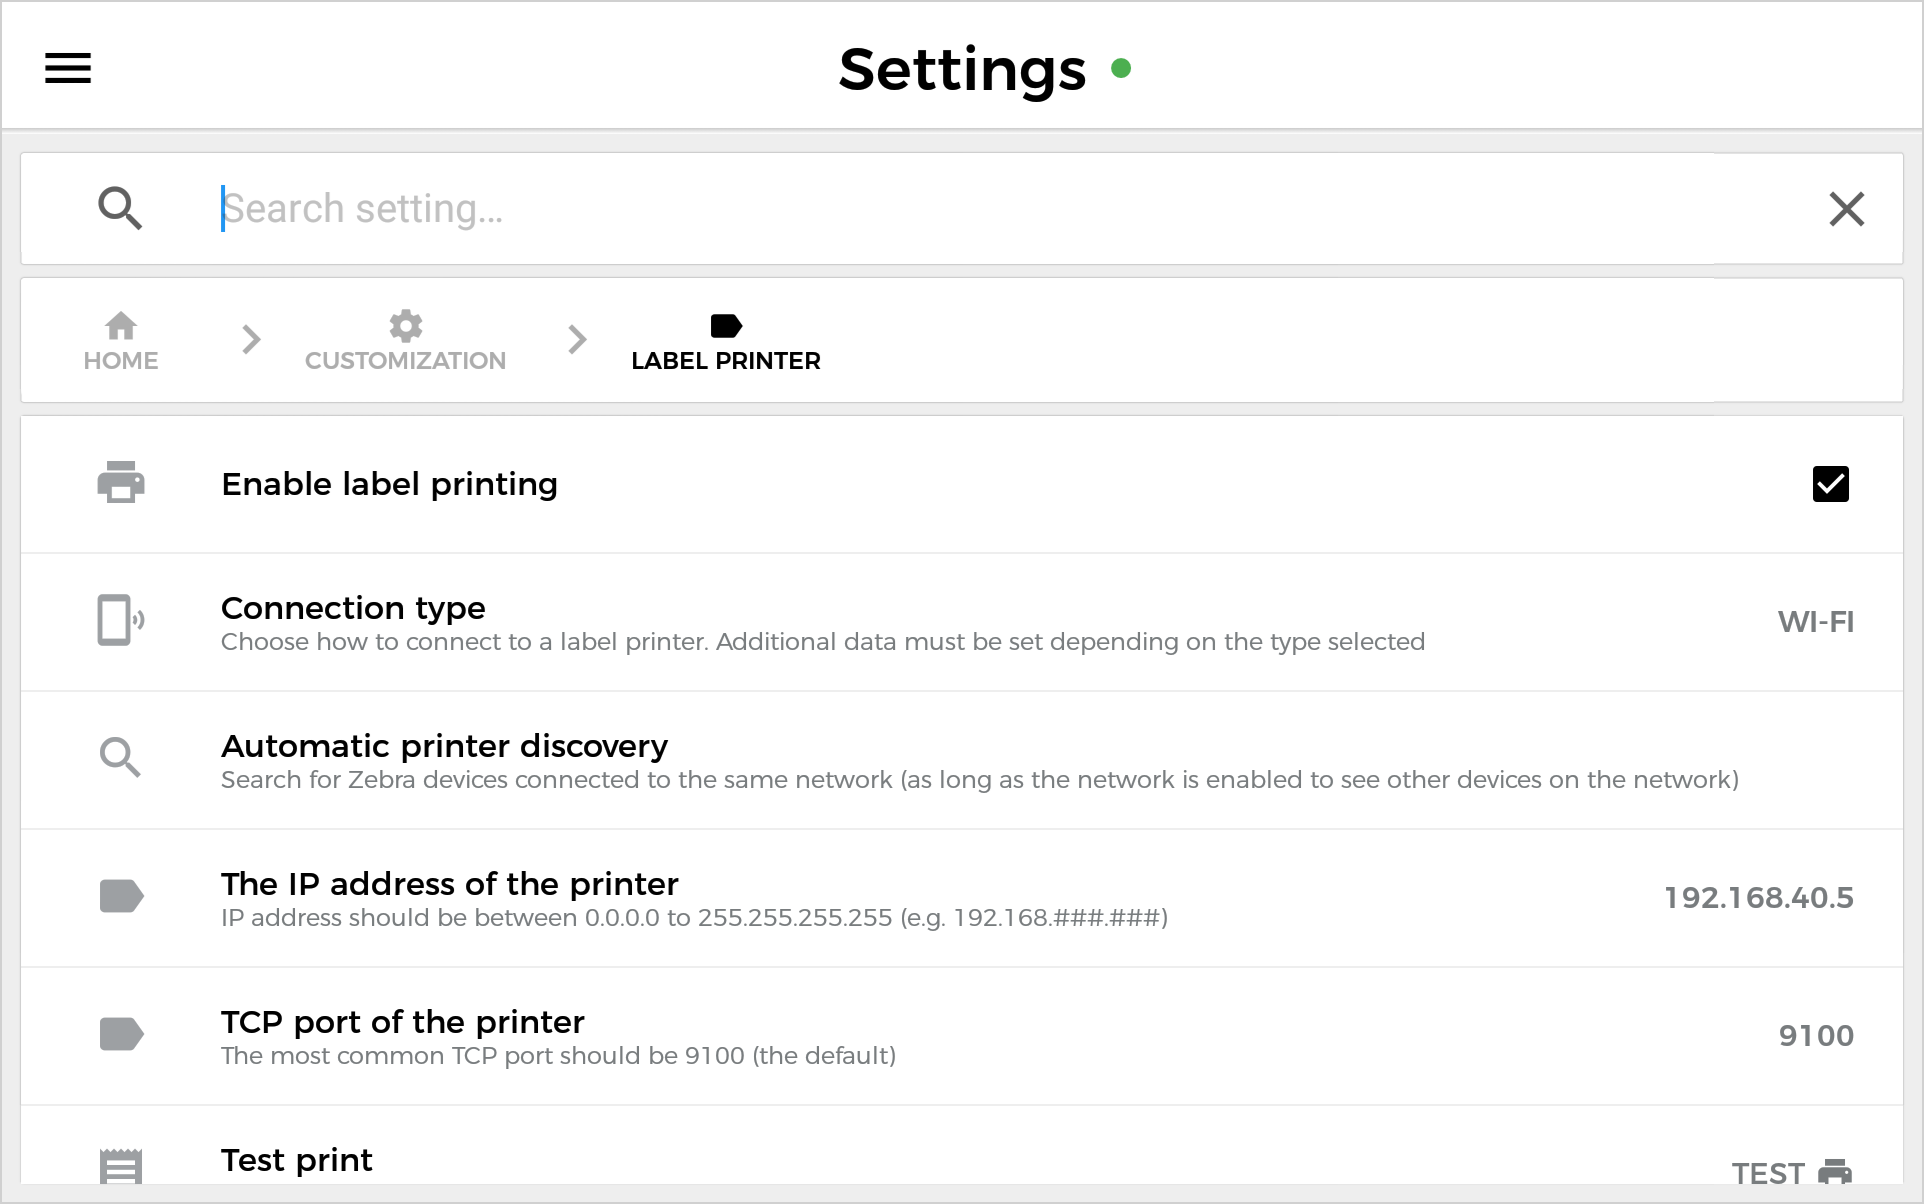 Settings
Search setting...
HOME
CUSTOMIZATION
LABEL PRINTER
Enable label printing
Connection type
Choose how to connect to a label printer. Additional data must be set depending on the type selected
WI-FI
Automatic printer discovery
Search for Zebra devices connected to the same network (as long as the network is enabled to see other devices on the network)
The IP address of the printer
IP address should be between 0.0.0.0 to 255.255.255.255 (e.g. 192.168.###.###)
192.168.40.5
TCP port of the printer
The most common TCP port should be 9100 (the default)
9100
Test print
TEST